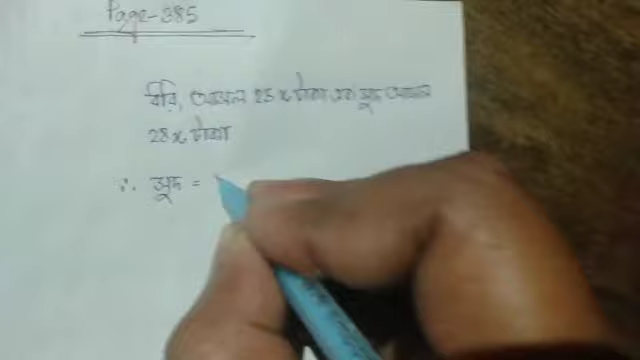 Page-385
ধরি, আসল 25x টাকা এবং সুদ আসল
28x টাকা
∴ সুদ =